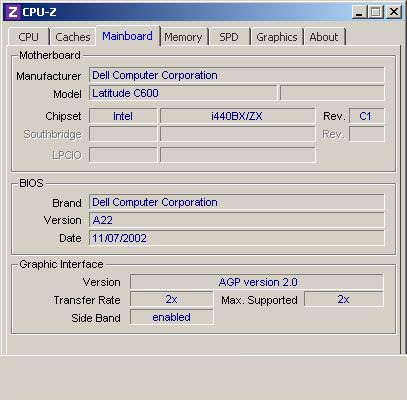 CPU-Z
CPU Caches Mainboard Memory SPD Graphics About
Motherboard
Manufacturer Dell Computer Corporation
Model Latitude C600
Chipset Intel i440BX/ZX Rev. C1
Southbridge Rev.
LPCIO
BIOS
Brand Dell Computer Corporation
Version A22
Date 11/07/2002
Graphic Interface
Version AGP version 2.0
Transfer Rate 2x Max. Supported 2x
Side Band enabled